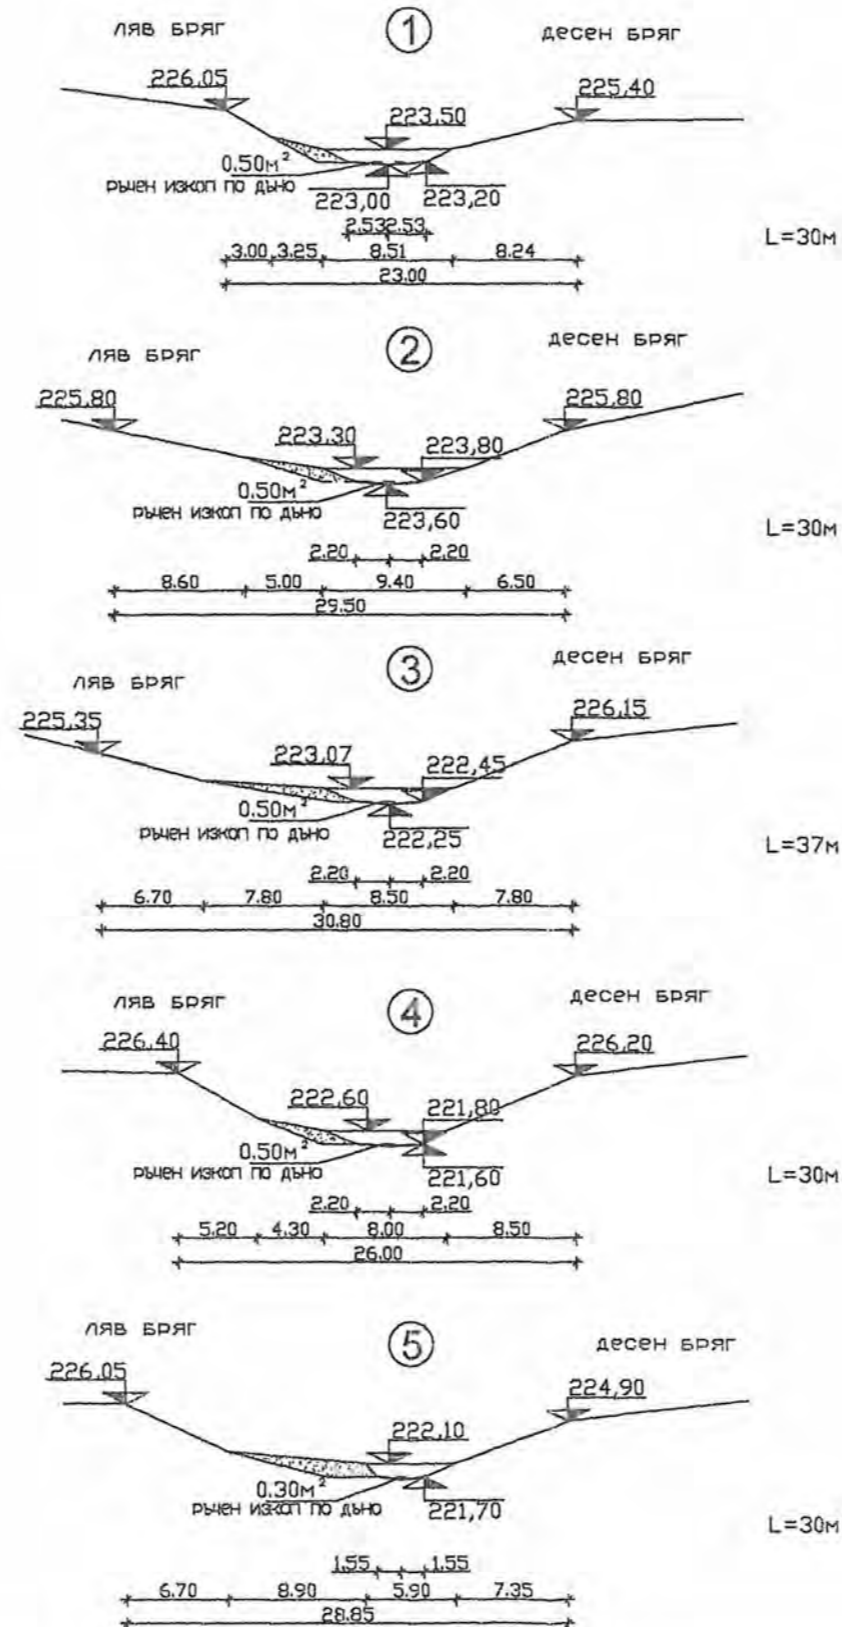 1
ляв бряг
десен бряг
226.05
225.40
223.50
0.50м²
ръчен изкоп по дъно
223,00
223,20
2.53 2.53
L=30м
3.00 3.25 8.51 8.24
23.00
2
ляв бряг
десен бряг
225.80
225.80
223.30
223,80
0.50м²
ръчен изкоп по дъно
223,60
L=30м
2.20 2.20
8.60 5.00 9.40 6.50
29.50
3
ляв бряг
десен бряг
225.35
226,15
223,07
222,45
0.50м²
ръчен изкоп по дъно
222,25
L=37м
2.20 2.20
6.70 7.80 8.50 7.80
30.80
4
ляв бряг
десен бряг
226.40
226,20
222,60
221,80
0.50м²
ръчен изкоп по дъно
221,60
L=30м
2.20 2.20
5.20 4.30 8.00 8.50
26.00
5
ляв бряг
десен бряг
226.05
224,90
222,10
0.30м²
ръчен изкоп по дъно
221,70
L=30м
1.55 1.55
6.70 8.90 5.90 7.35
28.85